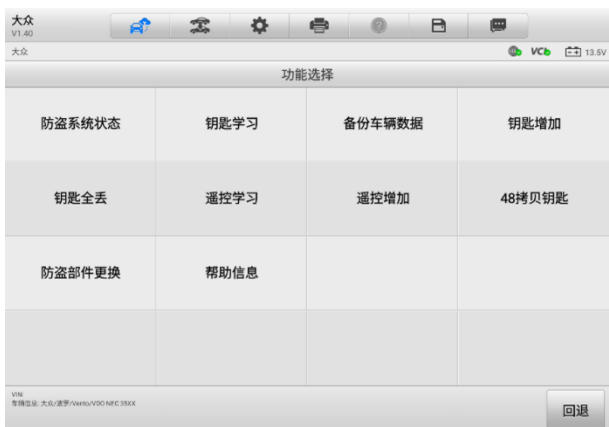 大众
V1.40
大众
VCI
13.5V
功能选择
防盗系统状态
钥匙学习
备份车辆数据
钥匙增加
钥匙全丢
遥控学习
遥控增加
48拷贝钥匙
防盗部件更换
帮助信息
VIN:
车辆信息: 大众/波罗/Vento/VDO NEC 35XX
回退